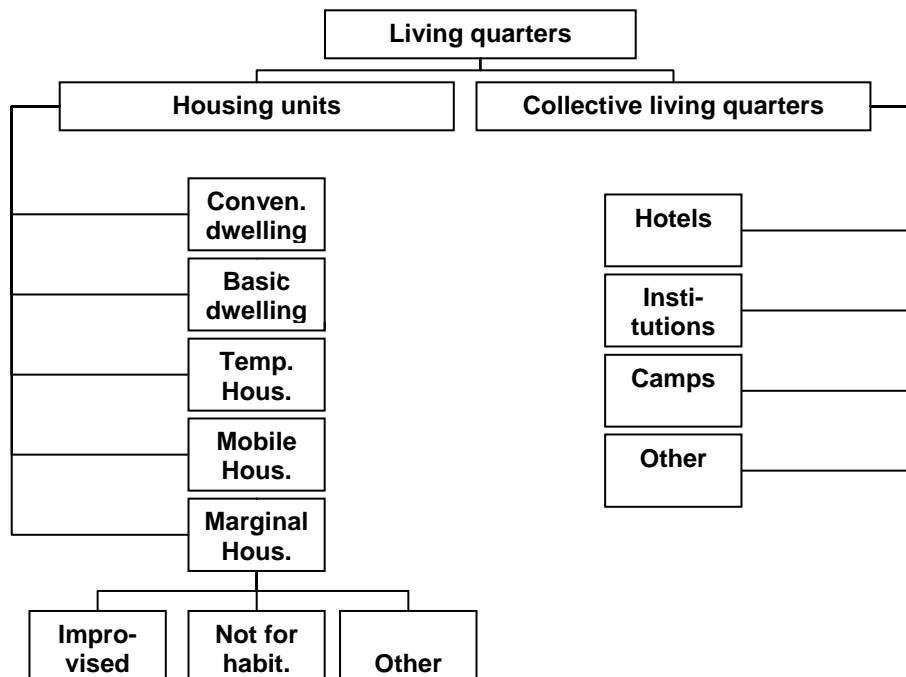 Living quarters
Housing units
Collective living quarters
Conven.
dwelling
Basic
dwelling
Temp.
Hous.
Mobile
Hous.
Marginal
Hous.
Hotels
Insti-
tutions
Camps
Other
Impro-
vised
Not for
habit.
Other